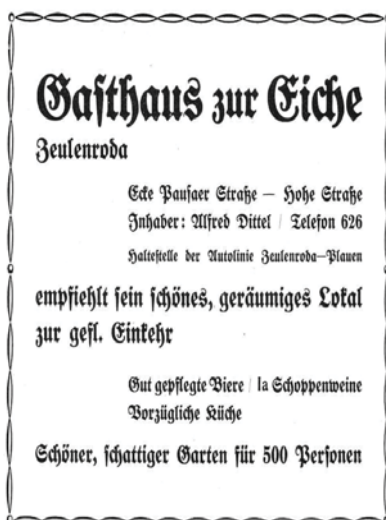 Gasthaus zur Eiche
Zeulenroda
Ecke Pausaer Straße — Hohe Straße
Inhaber: Alfred Dittel / Telefon 626
Haltestelle der Autolinie Zeulenroda—Plauen
empfiehlt sein schönes, geräumiges Lokal
zur gefl. Einkehr
Gut gepflegte Biere / Ia Schoppenweine
Vorzügliche Küche
Schöner, schattiger Garten für 500 Personen